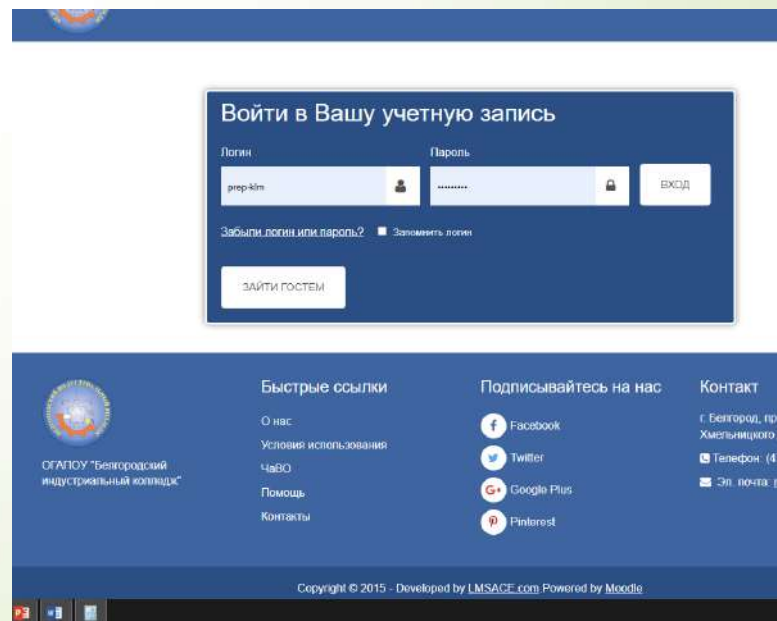 Войти в Вашу учетную запись
Логин
Пароль
prep-klm
•••••••••
ВХОД
Забыли логин или пароль?
Запомнить логин
ЗАЙТИ ГОСТЕМ
ОГАПОУ "Белгородский
индустриальный колледж"
Быстрые ссылки
О нас
Условия использования
ЧаВО
Помощь
Контакты
Подписывайтесь на нас
Facebook
Twitter
Google Plus
Pinterest
Контакт
г. Белгород, пр
Хмельницкого
Телефон: (4
Эл. почта:
Copyright © 2015 - Developed by LMSACE.com Powered by Moodle